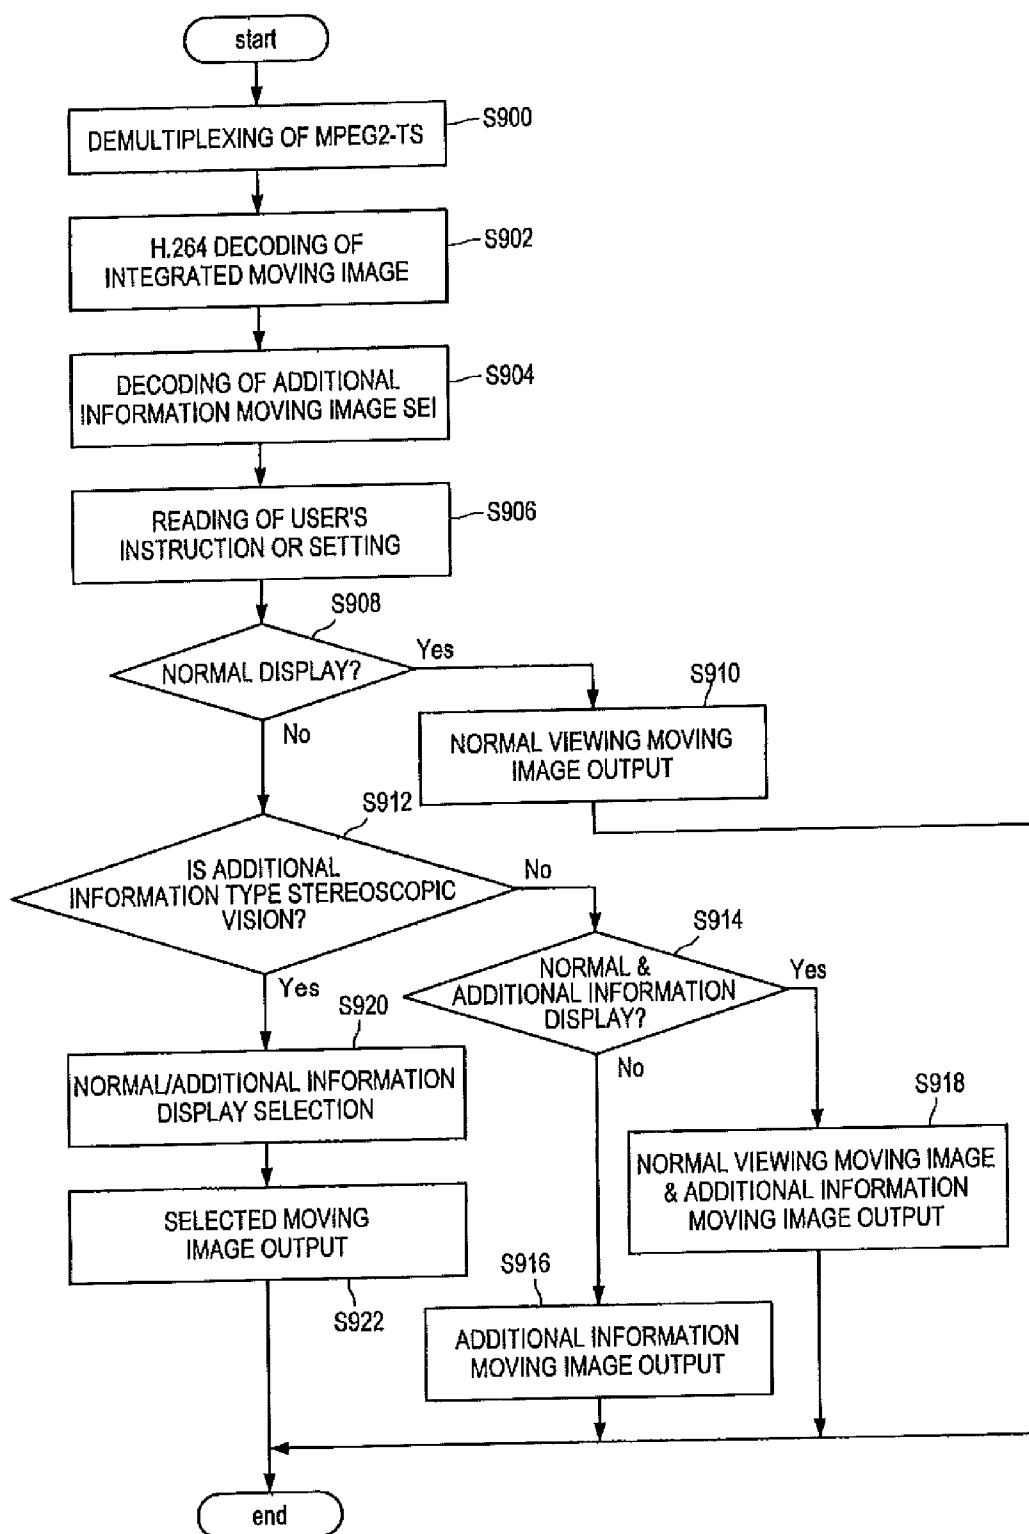 start
S900
DEMULTIPLEXING OF MPEG2-TS
S902
H.264 DECODING OF
INTEGRATED MOVING IMAGE
S904
DECODING OF ADDITIONAL
INFORMATION MOVING IMAGE SEI
S906
READING OF USER'S
INSTRUCTION OR SETTING
S908
NORMAL DISPLAY?
Yes
No
S910
NORMAL VIEWING MOVING
IMAGE OUTPUT
S912
IS ADDITIONAL
INFORMATION TYPE STEREOSCOPIC
VISION?
No
Yes
S914
NORMAL &
ADDITIONAL INFORMATION
DISPLAY?
Yes
No
S920
NORMAL/ADDITIONAL INFORMATION
DISPLAY SELECTION
S918
NORMAL VIEWING MOVING IMAGE
& ADDITIONAL INFORMATION
MOVING IMAGE OUTPUT
SELECTED MOVING
IMAGE OUTPUT
S922
S916
ADDITIONAL INFORMATION
MOVING IMAGE OUTPUT
end